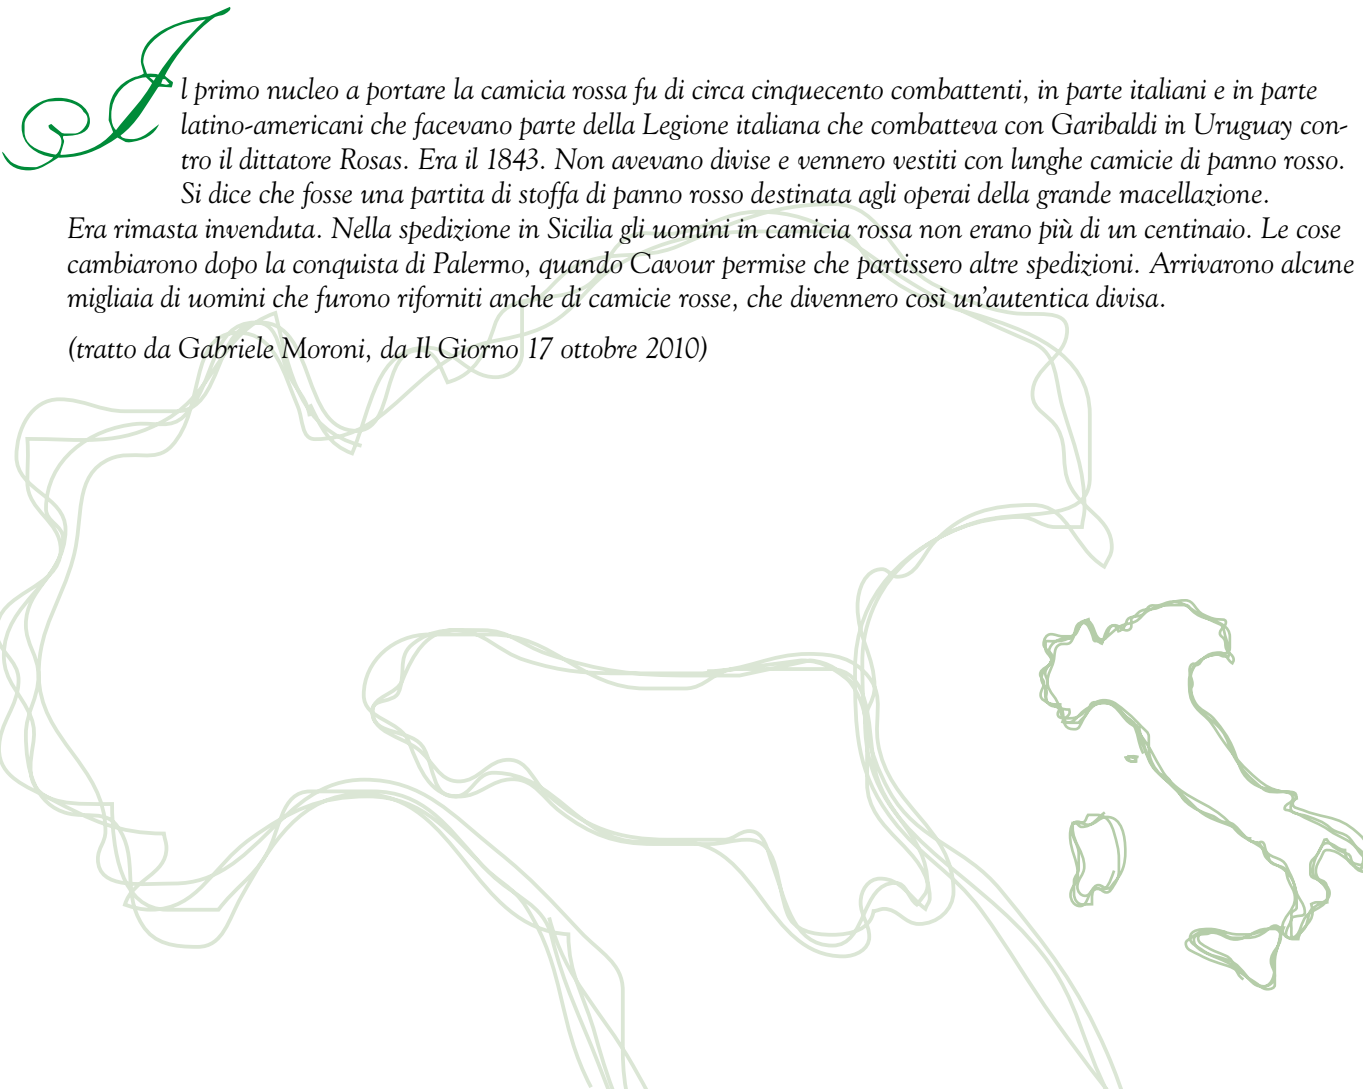 Il primo nucleo a portare la camicia rossa fu di circa cinquecento combattenti, in parte italiani e in parte
latino-americani che facevano parte della Legione italiana che combatteva con Garibaldi in Uruguay con-
tro il dittatore Rosas. Era il 1843. Non avevano divise e vennero vestiti con lunghe camicie di panno rosso.
Si dice che fosse una partita di stoffa di panno rosso destinata agli operai della grande macellazione.
Era rimasta invenduta. Nella spedizione in Sicilia gli uomini in camicia rossa non erano più di un centinaio. Le cose
cambiarono dopo la conquista di Palermo, quando Cavour permise che partissero altre spedizioni. Arrivarono alcune
migliaia di uomini che furono riforniti anche di camicie rosse, che divennero così un'autentica divisa.
(tratto da Gabriele Moroni, da Il Giorno 17 ottobre 2010)